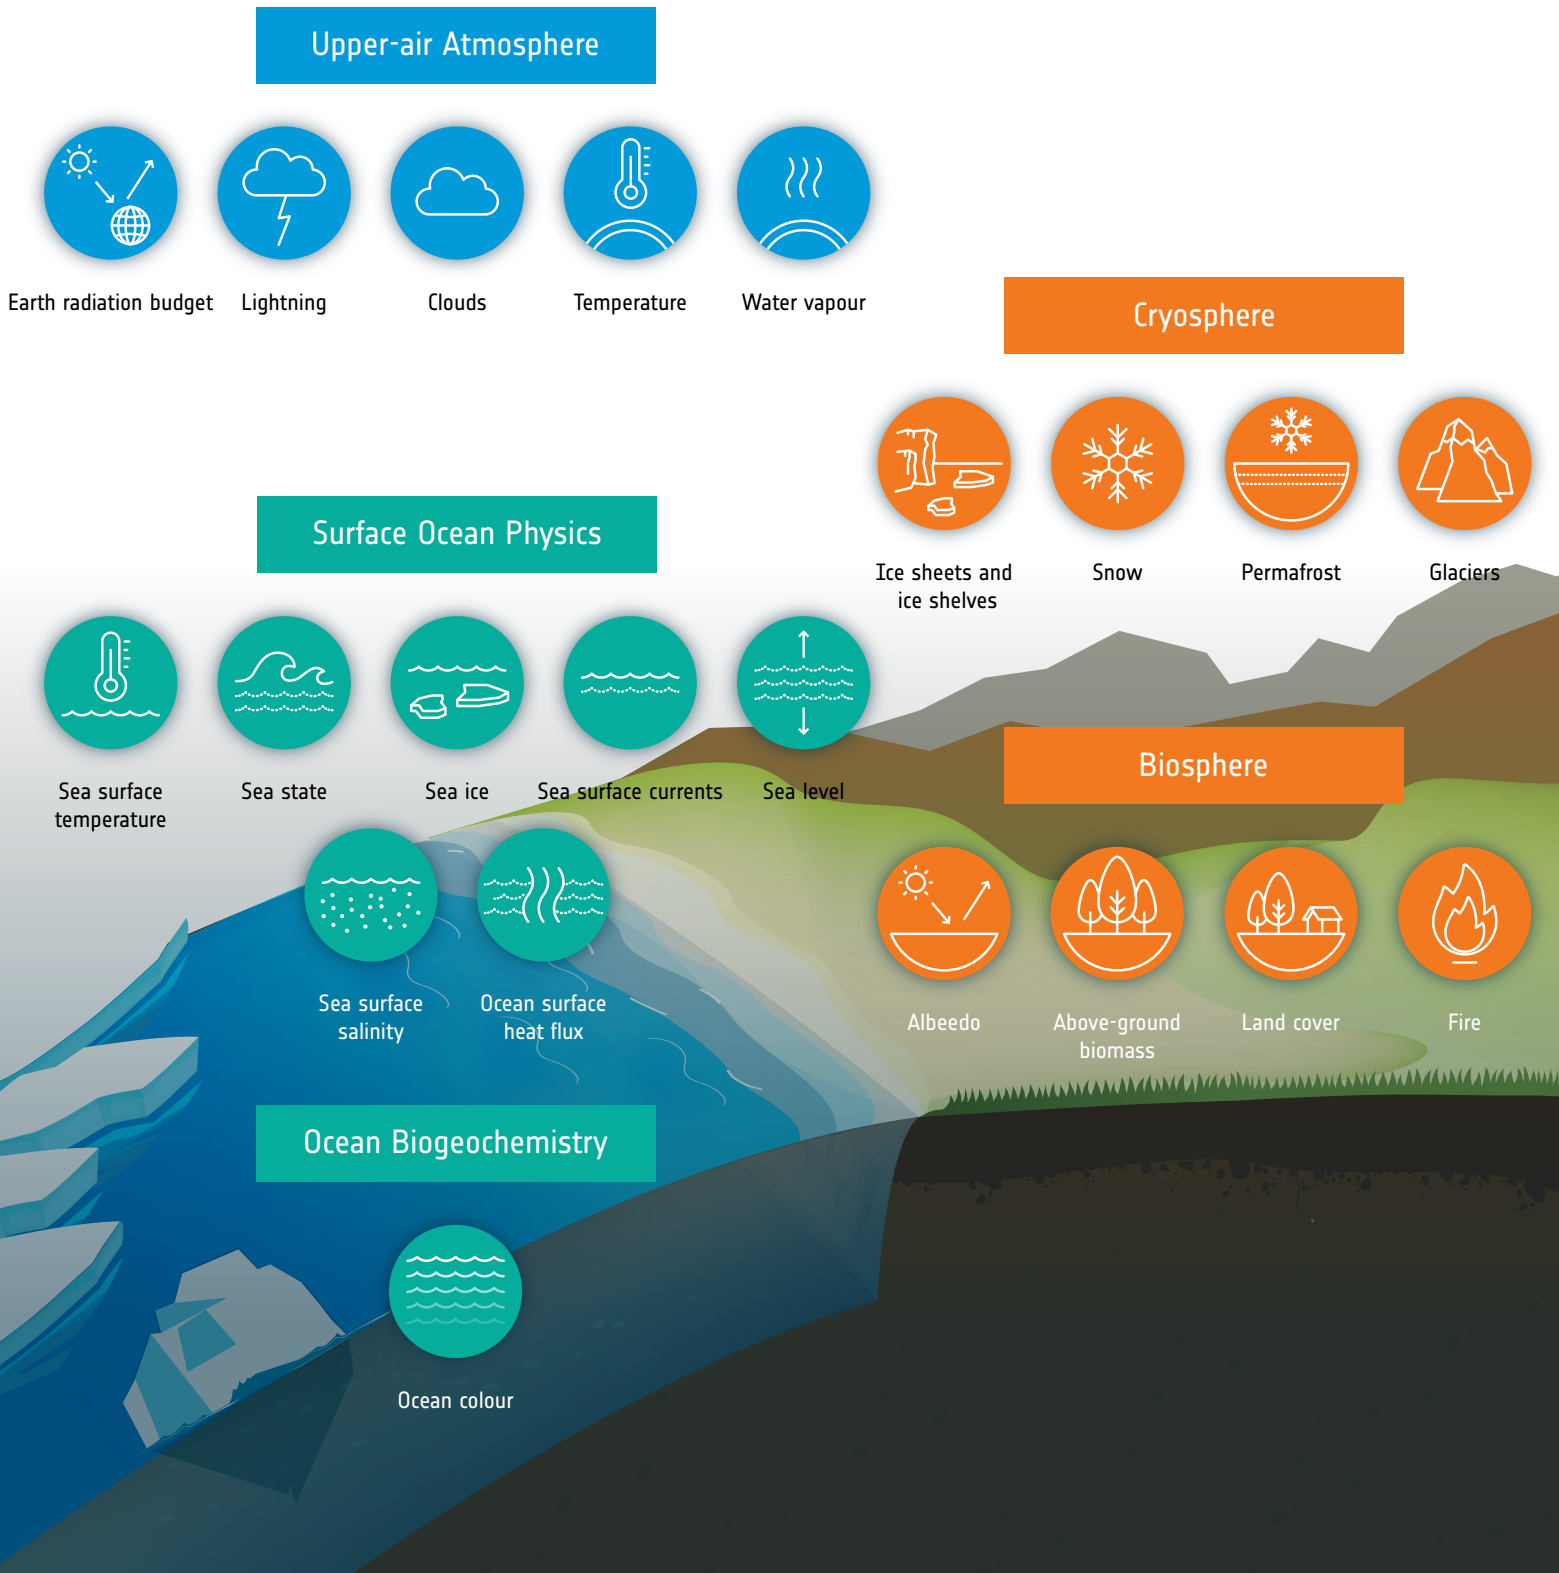 Upper-air Atmosphere
Earth radiation budget
Lightning
Clouds
Temperature
Water vapour
Cryosphere
Ice sheets and
ice shelves
Snow
Permafrost
Glaciers
Surface Ocean Physics
Sea surface
temperature
Sea state
Sea ice
Sea surface currents
Sea level
Sea surface
salinity
Ocean surface
heat flux
Biosphere
Albeedo
Above-ground
biomass
Land cover
Fire
Ocean Biogeochemistry
Ocean colour